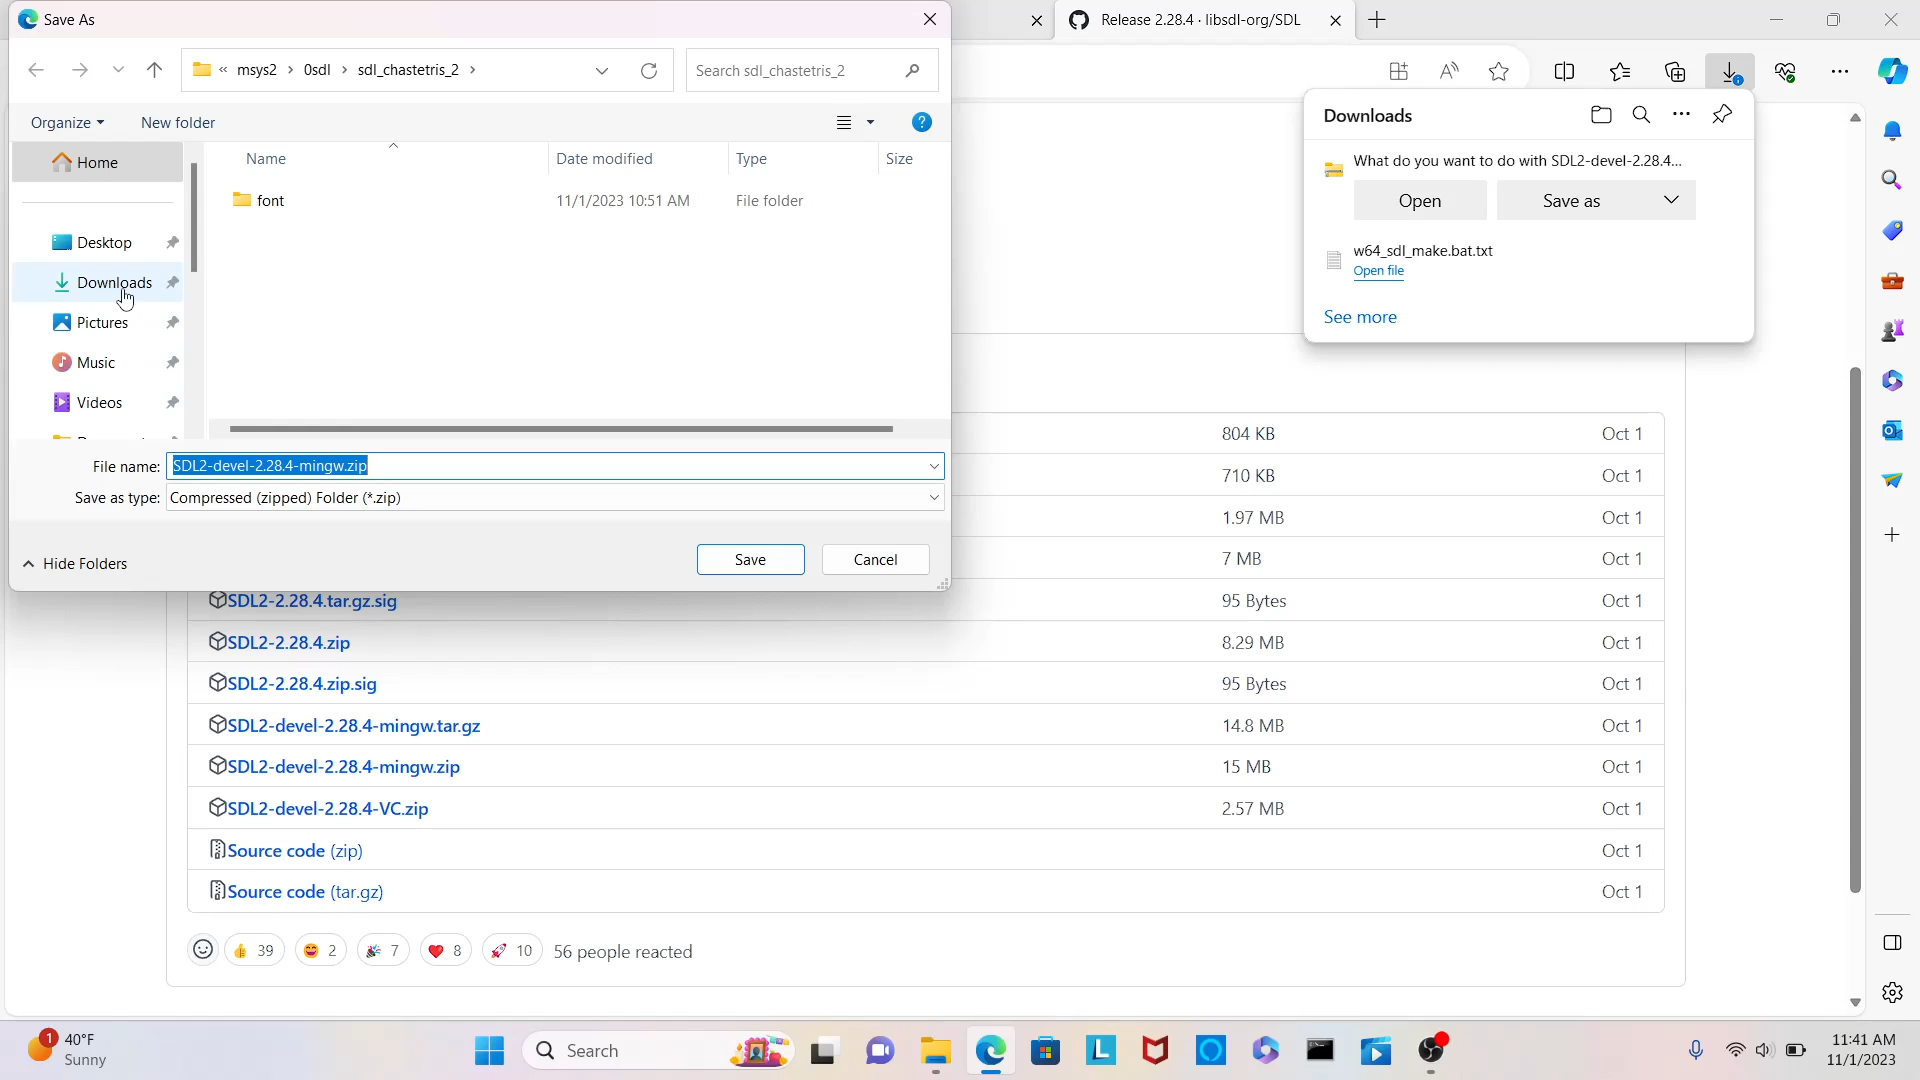 Save As
Release 2.28.4 · libsdl-org/SDL
« msys2 › 0sdl › sdl_chastetris_2 ›
Search sdl_chastetris_2
Organize
New folder
Home
Desktop
Downloads
Pictures
Music
Videos
Name Date modified Type Size
font 11/1/2023 10:51 AM File folder
File name: SDL2-devel-2.28.4-mingw.zip
Save as type: Compressed (zipped) Folder (*.zip)
Hide Folders
Save
Cancel
Downloads
What do you want to do with SDL2-devel-2.28.4...
Open
Save as
w64_sdl_make.bat.txt
Open file
See more
804 KB Oct 1
710 KB Oct 1
1.97 MB Oct 1
7 MB Oct 1
SDL2-2.28.4.tar.gz.sig 95 Bytes Oct 1
SDL2-2.28.4.zip 8.29 MB Oct 1
SDL2-2.28.4.zip.sig 95 Bytes Oct 1
SDL2-devel-2.28.4-mingw.tar.gz 14.8 MB Oct 1
SDL2-devel-2.28.4-mingw.zip 15 MB Oct 1
SDL2-devel-2.28.4-VC.zip 2.57 MB Oct 1
Source code (zip) Oct 1
Source code (tar.gz) Oct 1
39 2 7 8 10 56 people reacted
1
40°F
Sunny
Search
11:41 AM
11/1/2023